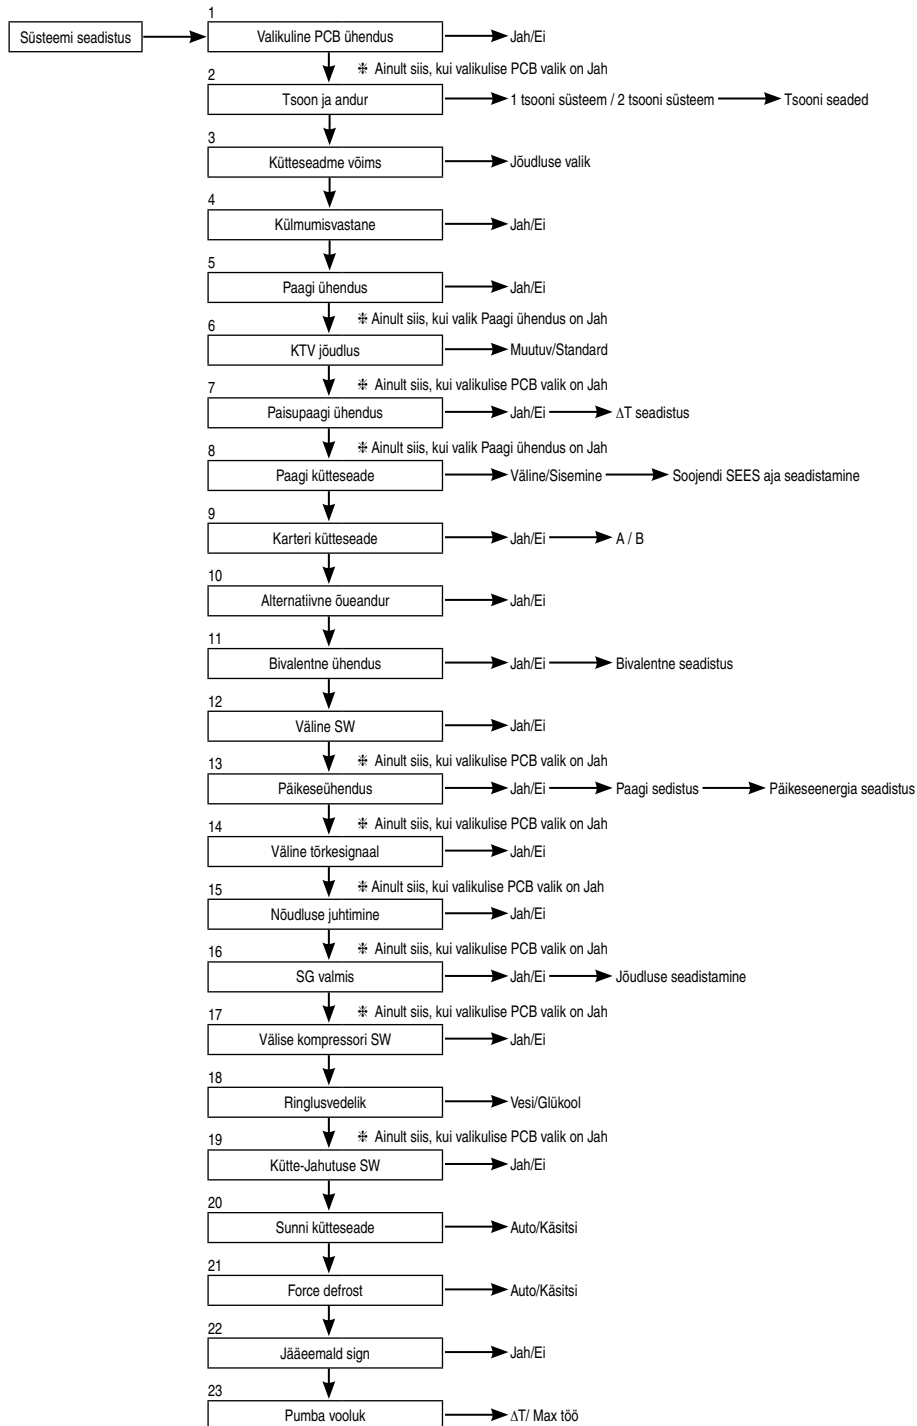 1
Süsteemi seadistus Valikuline PCB ühendus Jah/Ei
❉ Ainult siis, kui valikulise PCB valik on Jah
2
Tsoon ja andur 1 tsooni süsteem / 2 tsooni süsteem Tsooni seaded
3
Kütteseadme võims Jõudluse valik
4
Külmumisvastane Jah/Ei
5
Paagi ühendus Jah/Ei
❉ Ainult siis, kui valik Paagi ühendus on Jah
6
KTV jõudlus Muutuv/Standard
❉ Ainult siis, kui valikulise PCB valik on Jah
7
Paisupaagi ühendus Jah/Ei ΔT seadistus
❉ Ainult siis, kui valik Paagi ühendus on Jah
8
Paagi kütteseade Väline/Sisemine Soojendi SEES aja seadistamine
9
Karteri kütteseade Jah/Ei A / B
10
Alternatiivne õueandur Jah/Ei
11
Bivalentne ühendus Jah/Ei Bivalentne seadistus
12
Väline SW Jah/Ei
❉ Ainult siis, kui valikulise PCB valik on Jah
13
Päikeseühendus Jah/Ei Paagi sedistus Päikeseenergia seadistus
❉ Ainult siis, kui valikulise PCB valik on Jah
14
Väline tõrkesignaal Jah/Ei
❉ Ainult siis, kui valikulise PCB valik on Jah
15
Nõudluse juhtimine Jah/Ei
❉ Ainult siis, kui valikulise PCB valik on Jah
16
SG valmis Jah/Ei Jõudluse seadistamine
❉ Ainult siis, kui valikulise PCB valik on Jah
17
Välise kompressori SW Jah/Ei
18
Ringlusvedelik Vesi/Glükool
❉ Ainult siis, kui valikulise PCB valik on Jah
19
Kütte-Jahutuse SW Jah/Ei
20
Sunni kütteseade Auto/Käsitsi
21
Force defrost Auto/Käsitsi
22
Jääeemald sign Jah/Ei
23
Pumba vooluk ΔT/ Max töö